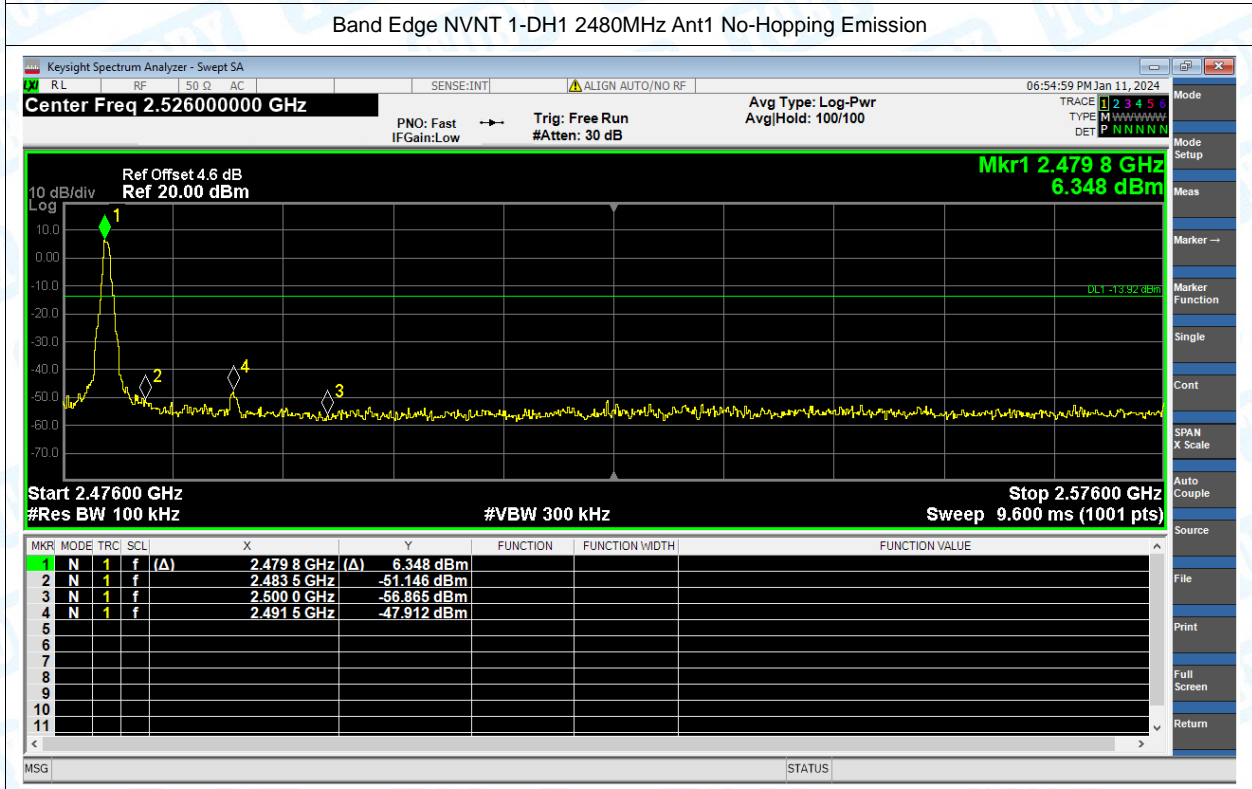 Band Edge NVNT 1-DH1 2480MHz Ant1 No-Hopping Emission
Keysight Spectrum Analyzer - Swept SA
LXI RL RF 50 Ω AC SENSE:INT ALIGN AUTO/NO RF 06:54:59 PM Jan 11, 2024
Center Freq 2.526000000 GHz
PNO: Fast
IFGain:Low
Trig: Free Run
#Atten: 30 dB
Avg Type: Log-Pwr
Avg|Hold: 100/100
TRACE 1 2 3 4 5 6
TYPE M WWWWW
DET P N N N N N
Mkr1 2.479 8 GHz
6.348 dBm
Ref Offset 4.6 dB
10 dB/div Ref 20.00 dBm
Log
10.0
0.00
-10.0
-20.0
-30.0
-40.0
-50.0
-60.0
-70.0
1
2
4
3
DL1 -13.92 dBm
Start 2.47600 GHz Stop 2.57600 GHz
#Res BW 100 kHz #VBW 300 kHz Sweep 9.600 ms (1001 pts)
MKR MODE TRC SCL X Y FUNCTION FUNCTION WIDTH FUNCTION VALUE
1 N 1 f (Δ) 2.479 8 GHz (Δ) 6.348 dBm
2 N 1 f 2.483 5 GHz -51.146 dBm
3 N 1 f 2.500 0 GHz -56.865 dBm
4 N 1 f 2.491 5 GHz -47.912 dBm
5
6
7
8
9
10
11
MSG STATUS
Mode
Mode Setup
Meas
Marker →
Marker Function
Single
Cont
SPAN X Scale
Auto Couple
Source
File
Print
Full Screen
Return